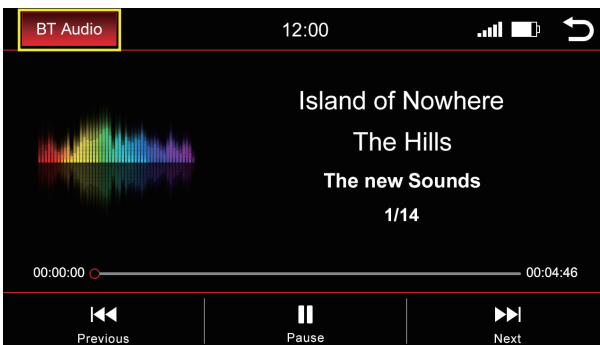 BT Audio 12:00
Island of Nowhere
The Hills
The new Sounds
1/14
00:00:00 00:04:46
Previous Pause Next